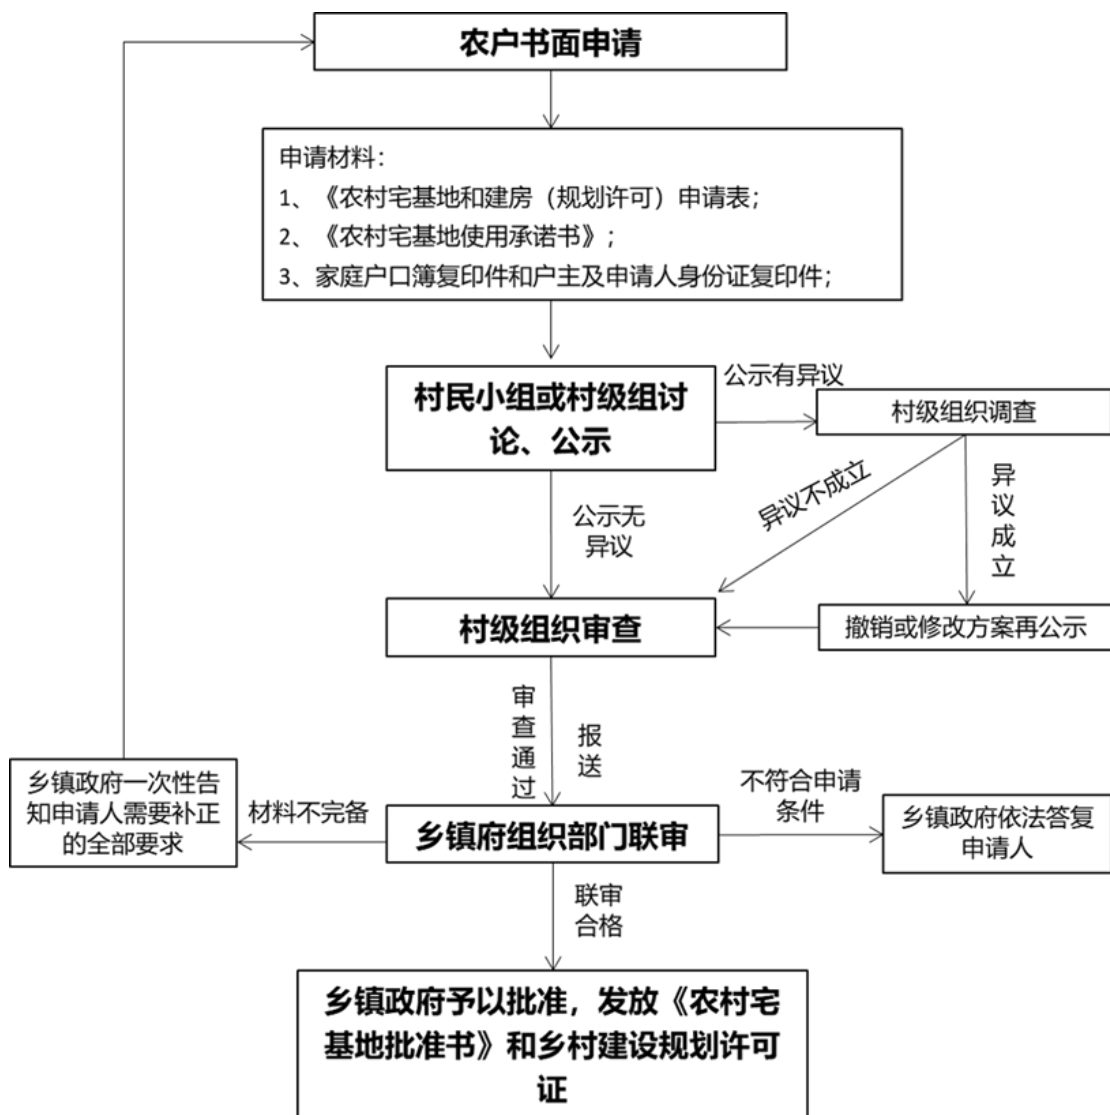 农户书面申请
申请材料：
1、《农村宅基地和建房（规划许可）申请表；
2、《农村宅基地使用承诺书》；
3、家庭户口簿复印件和户主及申请人身份证复印件；
村民小组或村级组讨
论、公示
公示有异议
村级组织调查
异议不成立
异议成立
公示无
异议
村级组织审查
撤销或修改方案再公示
审查通过
报送
乡镇政府一次性告
知申请人需要补正
的全部要求
材料不完备
乡镇府组织部门联审
不符合申请
条件
乡镇政府依法答复
申请人
联审
合格
乡镇政府予以批准，发放《农村宅
基地批准书》和乡村建设规划许可
证